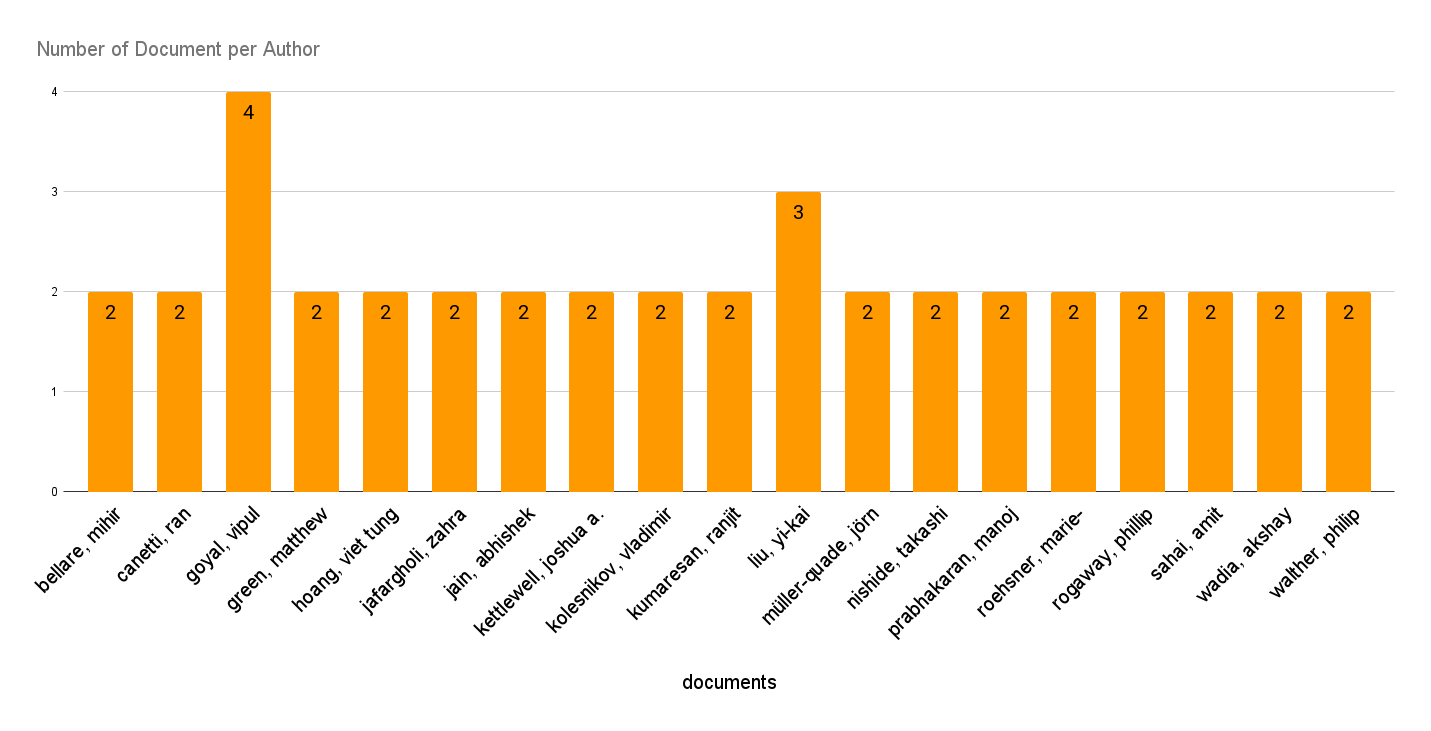 Number of Document per Author
4
3
2
1
0
2
2
4
2
2
2
2
2
2
2
3
2
2
2
2
2
2
2
2
bellare, mihir
canetti, ran
goyal, vipul
green, matthew
hoang, viet tung
jafargholi, zahra
jain, abhishek
kettlewell, joshua a.
kolesnikov, vladimir
kumaresan, ranjit
liu, yi-kai
müller-quade, jörn
nishide, takashi
prabhakaran, manoj
roehsner, marie-
rogaway, phillip
sahai, amit
wadia, akshay
walther, philip
documents